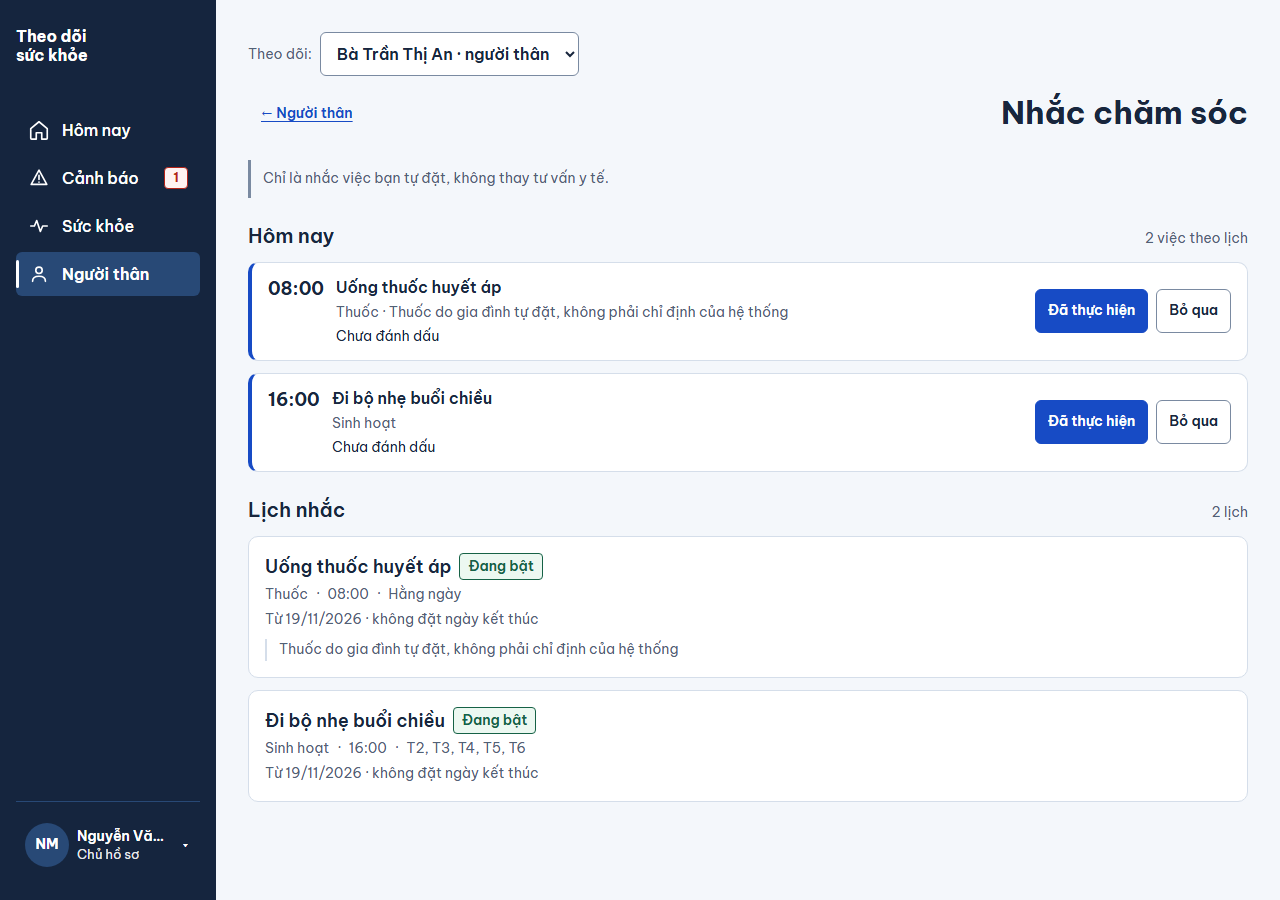 Theo dõi
sức khỏe
Hôm nay
Cảnh báo 1
Sức khỏe
Người thân
NM
Nguyễn Vă...
Chủ hồ sơ
Theo dõi: Bà Trần Thị An · người thân
← Người thân
Nhắc chăm sóc
Chỉ là nhắc việc bạn tự đặt, không thay tư vấn y tế.
Hôm nay
2 việc theo lịch
08:00 Uống thuốc huyết áp
Thuốc · Thuốc do gia đình tự đặt, không phải chỉ định của hệ thống
Chưa đánh dấu
Đã thực hiện
Bỏ qua
16:00 Đi bộ nhẹ buổi chiều
Sinh hoạt
Chưa đánh dấu
Đã thực hiện
Bỏ qua
Lịch nhắc
2 lịch
Uống thuốc huyết áp Đang bật
Thuốc · 08:00 · Hằng ngày
Từ 19/11/2026 · không đặt ngày kết thúc
Thuốc do gia đình tự đặt, không phải chỉ định của hệ thống
Đi bộ nhẹ buổi chiều Đang bật
Sinh hoạt · 16:00 · T2, T3, T4, T5, T6
Từ 19/11/2026 · không đặt ngày kết thúc